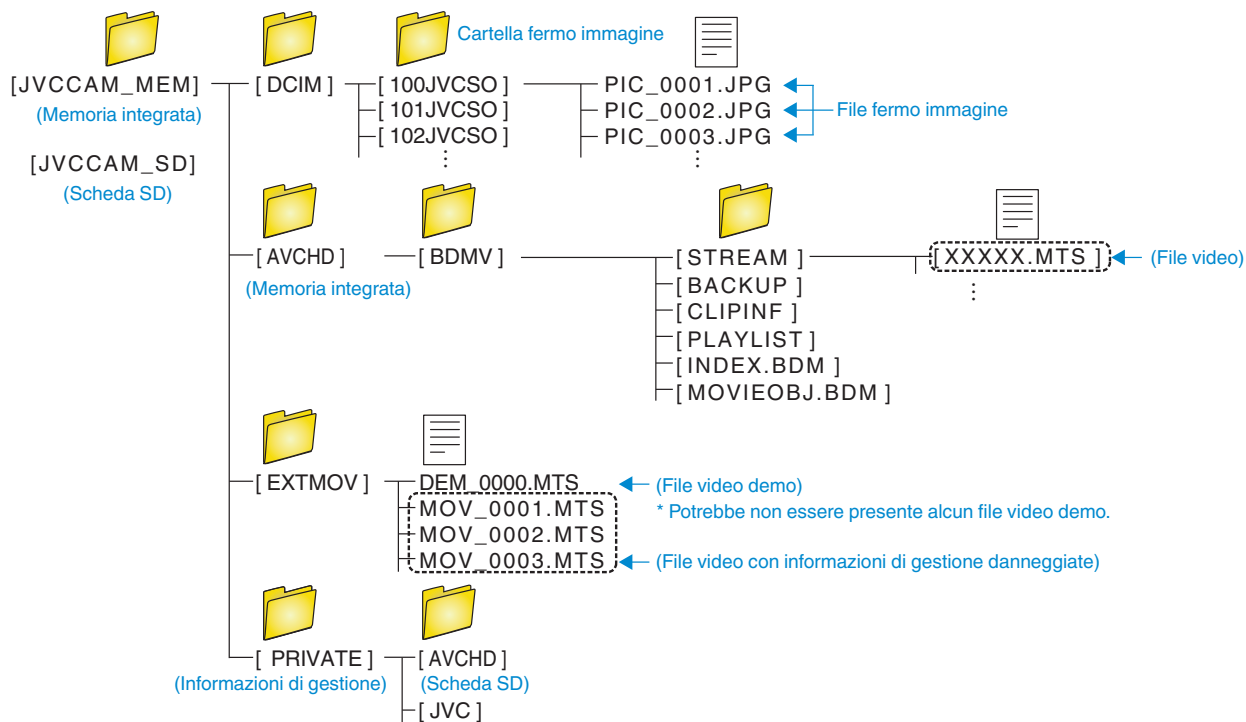 Cartella fermo immagine
[JVCCAM_MEM]
(Memoria integrata)
[JVCCAM_SD]
(Scheda SD)
[DCIM]
[100JVCSO]
[101JVCSO]
[102JVCSO]
PIC_0001.JPG
PIC_0002.JPG
PIC_0003.JPG
File fermo immagine
[AVCHD]
(Memoria integrata)
[BDMV]
[STREAM]
[BACKUP]
[CLIPINF]
[PLAYLIST]
[INDEX.BDM]
[MOVIEOBJ.BDM]
[XXXXX.MTS]
(File video)
[EXTMOV]
DEM_0000.MTS
(File video demo)
* Potrebbe non essere presente alcun file video demo.
MOV_0001.MTS
MOV_0002.MTS
MOV_0003.MTS
(File video con informazioni di gestione danneggiate)
[PRIVATE]
(Informazioni di gestione)
[AVCHD]
(Scheda SD)
[JVC]